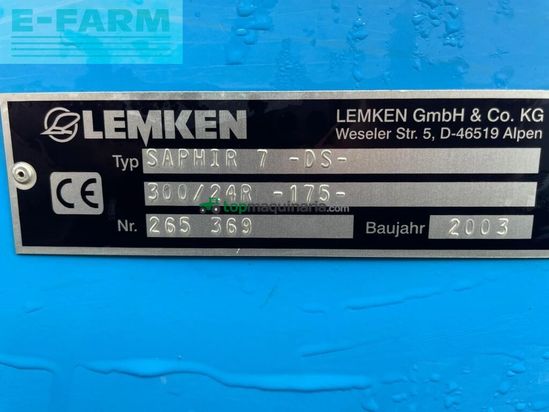 E-FARM
LEMKEN
LEMKEN GmbH & Co. KG
Weseler Str. 5, D-46519 Alpen
Typ SAPHIR 7 -DS-
300/24R -175-
CE
topmaquinaria.com
Nr. 265 369 Baujahr 2003